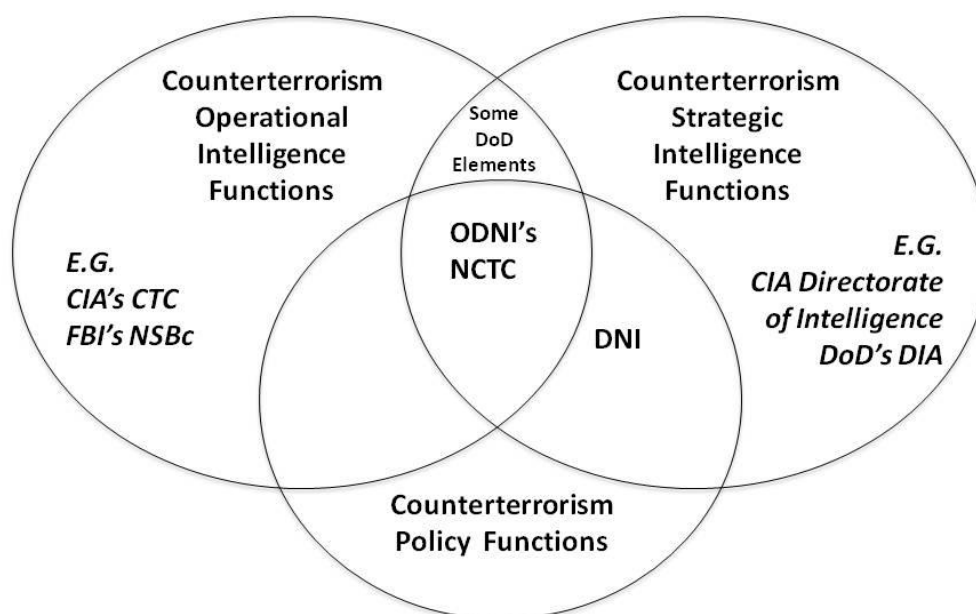 Counterterrorism
Operational
Intelligence
Functions
E.G.
CIA's CTC
FBI's NSBc
Some
DoD
Elements
Counterterrorism
Strategic
Intelligence
Functions
E.G.
CIA Directorate
of Intelligence
DoD's DIA
ODNI's
NCTC
DNI
Counterterrorism
Policy Functions